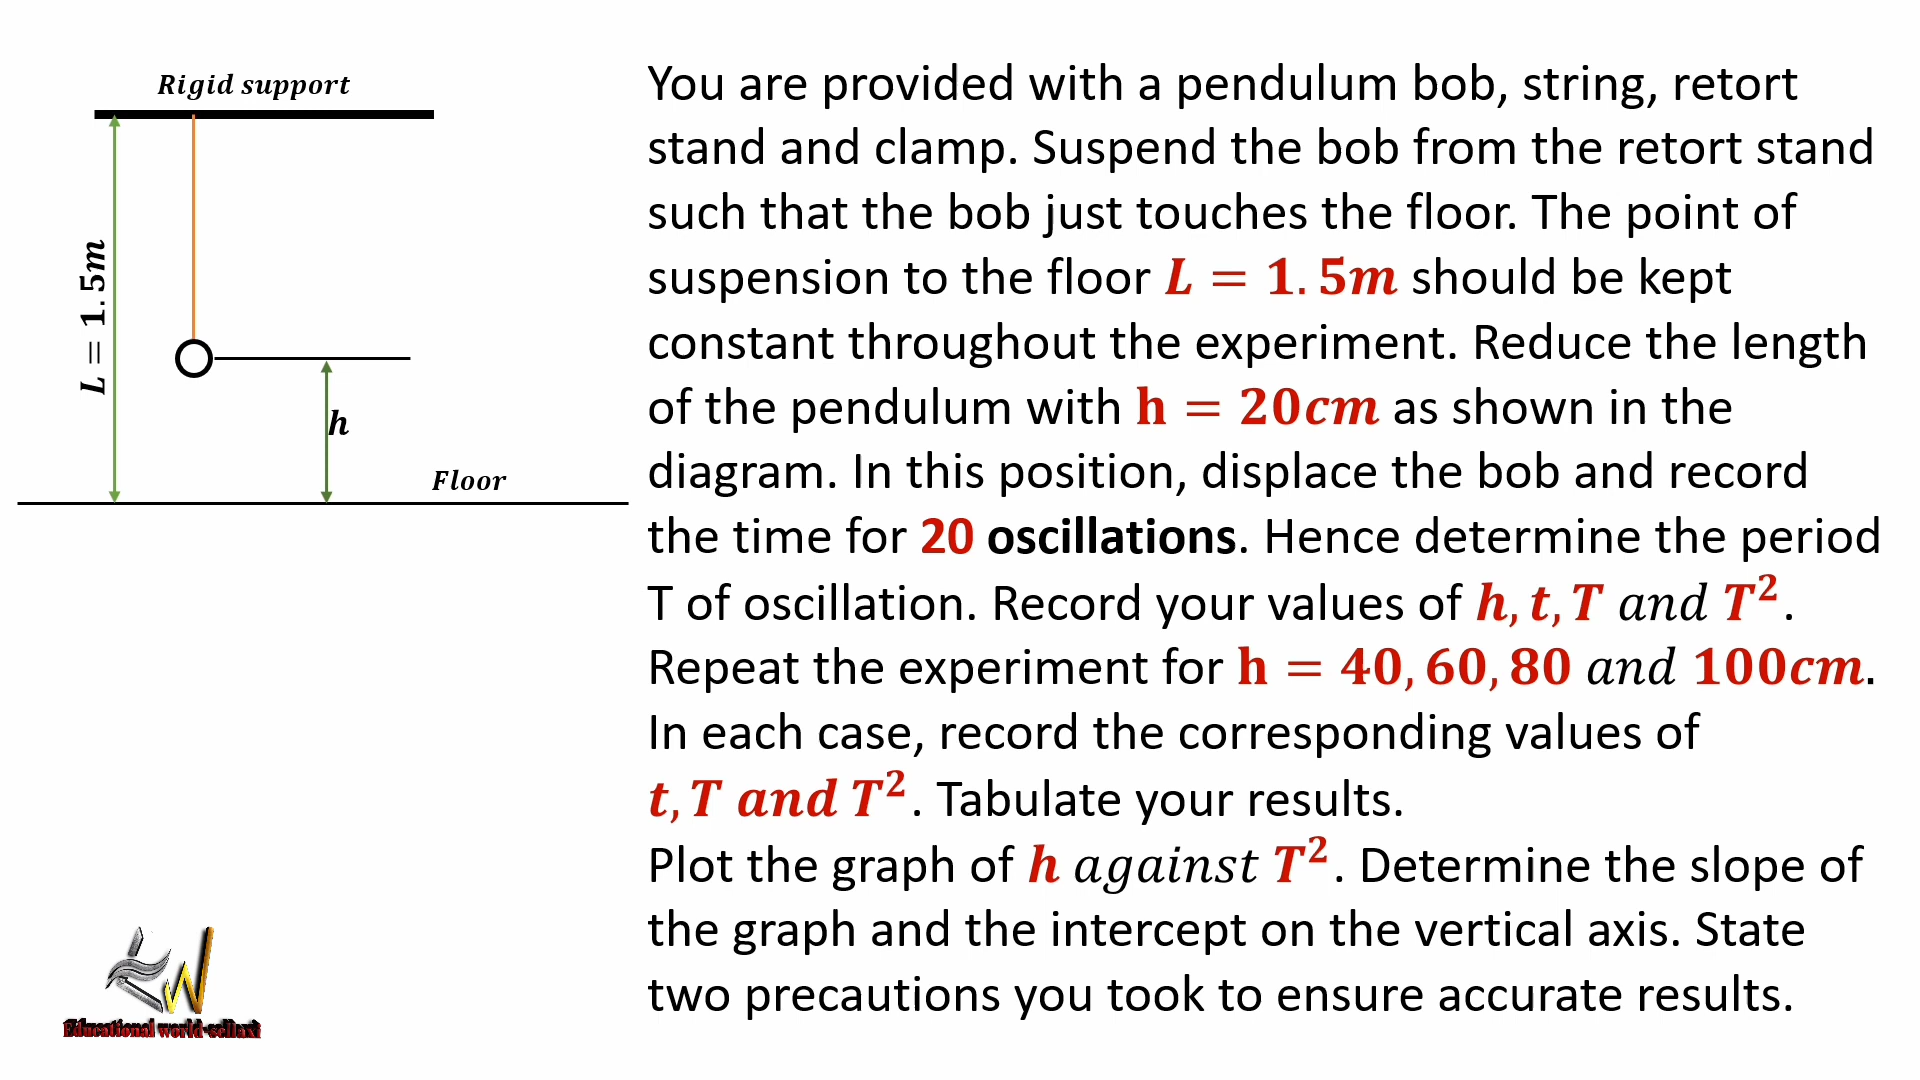 Rigid support
L = 1.5m
h
Floor
You are provided with a pendulum bob, string, retort
stand and clamp. Suspend the bob from the retort stand
such that the bob just touches the floor. The point of
suspension to the floor L = 1.5m should be kept
constant throughout the experiment. Reduce the length
of the pendulum with h = 20cm as shown in the
diagram. In this position, displace the bob and record
the time for 20 oscillations. Hence determine the period
T of oscillation. Record your values of h, t, T and T².
Repeat the experiment for h = 40, 60, 80 and 100cm.
In each case, record the corresponding values of
t, T and T². Tabulate your results.
Plot the graph of h against T². Determine the slope of
the graph and the intercept on the vertical axis. State
two precautions you took to ensure accurate results.
Educational world-